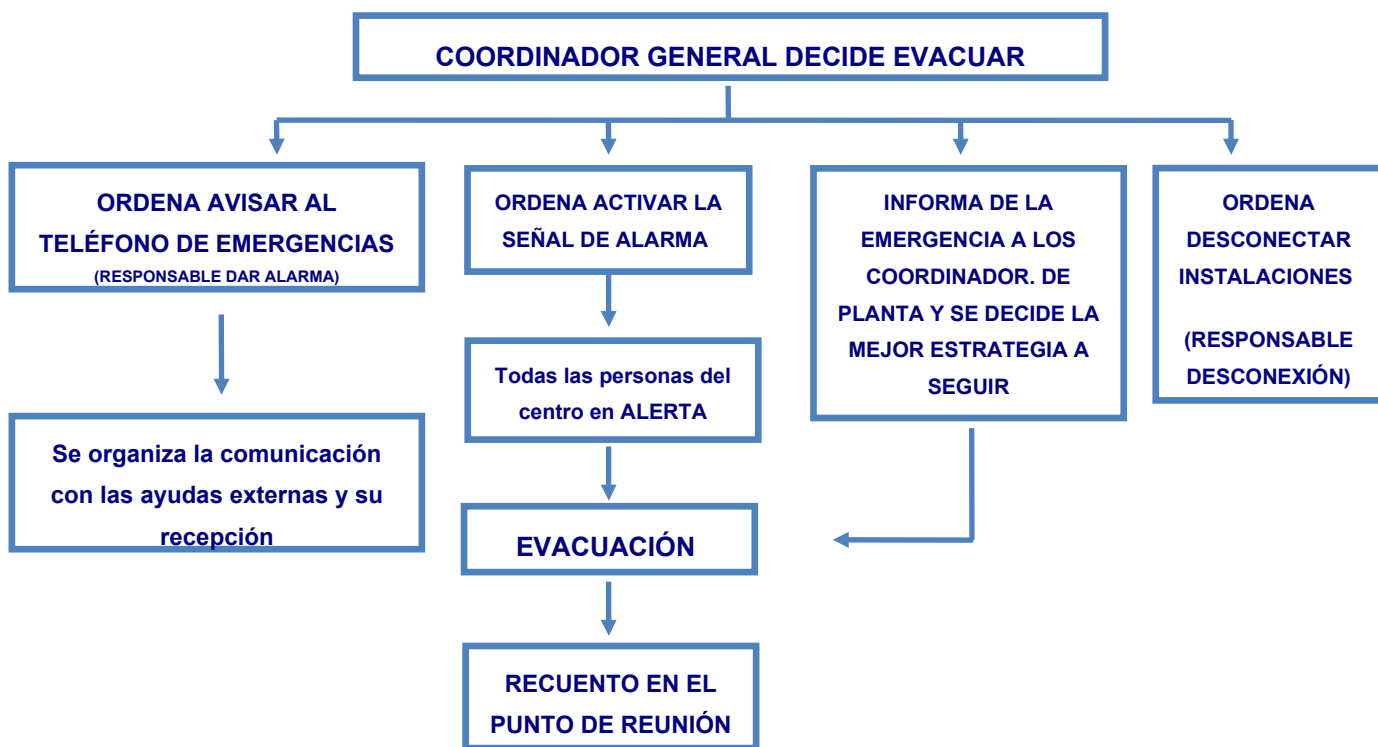 COORDINADOR GENERAL DECIDE EVACUAR
ORDENA AVISAR AL
TELÉFONO DE EMERGENCIAS
(RESPONSABLE DAR ALARMA)
ORDENA ACTIVAR LA
SEÑAL DE ALARMA
INFORMA DE LA
EMERGENCIA A LOS
COORDINADOR. DE
PLANTA Y SE DECIDE LA
MEJOR ESTRATEGIA A
SEGUIR
ORDENA
DESCONECTAR
INSTALACIONES
(RESPONSABLE
DESCONEXIÓN)
Todas las personas del
centro en ALERTA
Se organiza la comunicación
con las ayudas externas y su
recepción
EVACUACIÓN
RECUENTO EN EL
PUNTO DE REUNIÓN